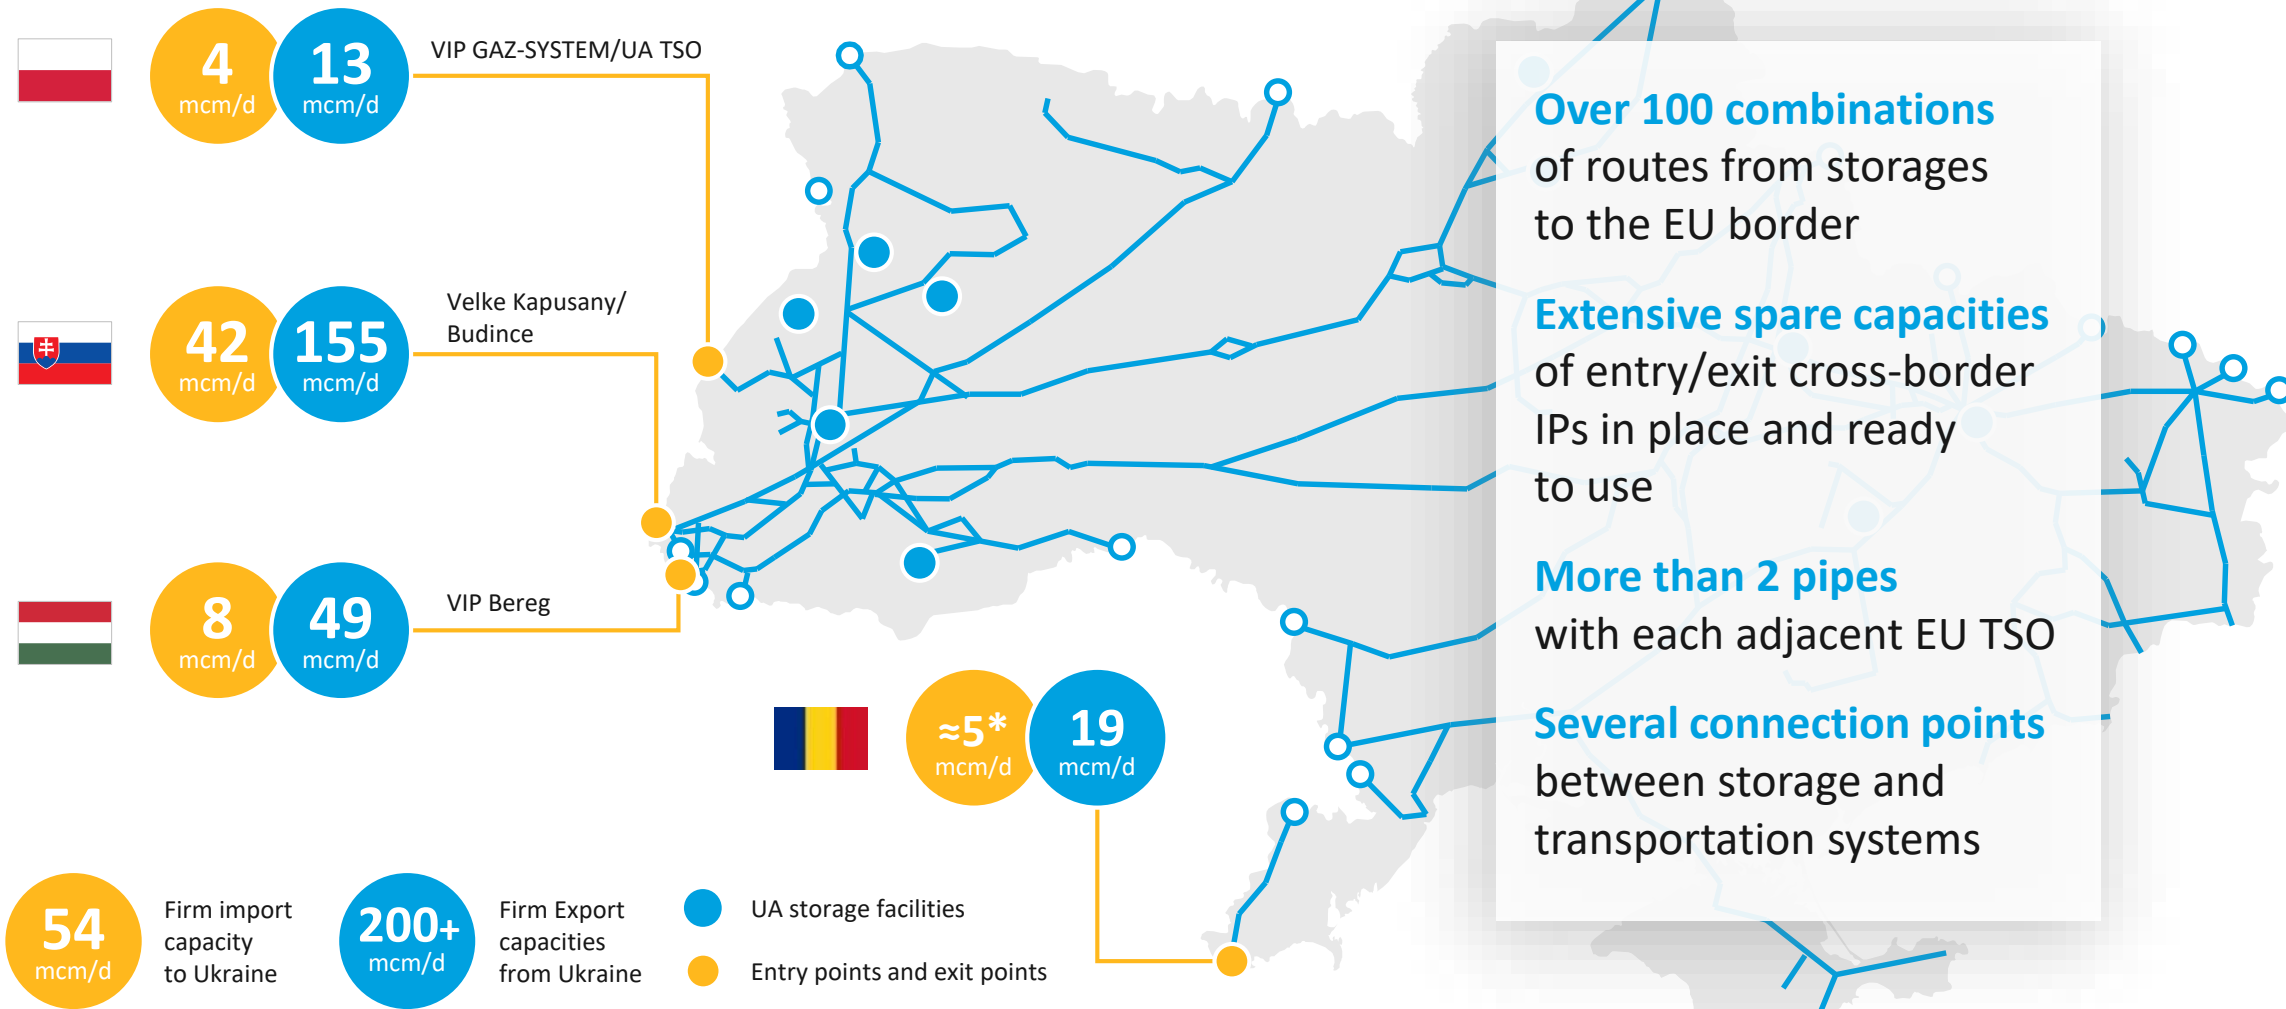 4
mcm/d
13
mcm/d
VIP GAZ-SYSTEM/UA TSO
42
mcm/d
155
mcm/d
Velke Kapusany/
Budince
8
mcm/d
49
mcm/d
VIP Bereg
≈5*
mcm/d
19
mcm/d
54
mcm/d
Firm import
capacity
to Ukraine
200+
mcm/d
Firm Export
capacities
from Ukraine
UA storage facilities
Entry points and exit points
Over 100 combinations
of routes from storages
to the EU border
Extensive spare capacities
of entry/exit cross-border
IPs in place and ready
to use
More than 2 pipes
with each adjacent EU TSO
Several connection points
between storage and
transportation systems